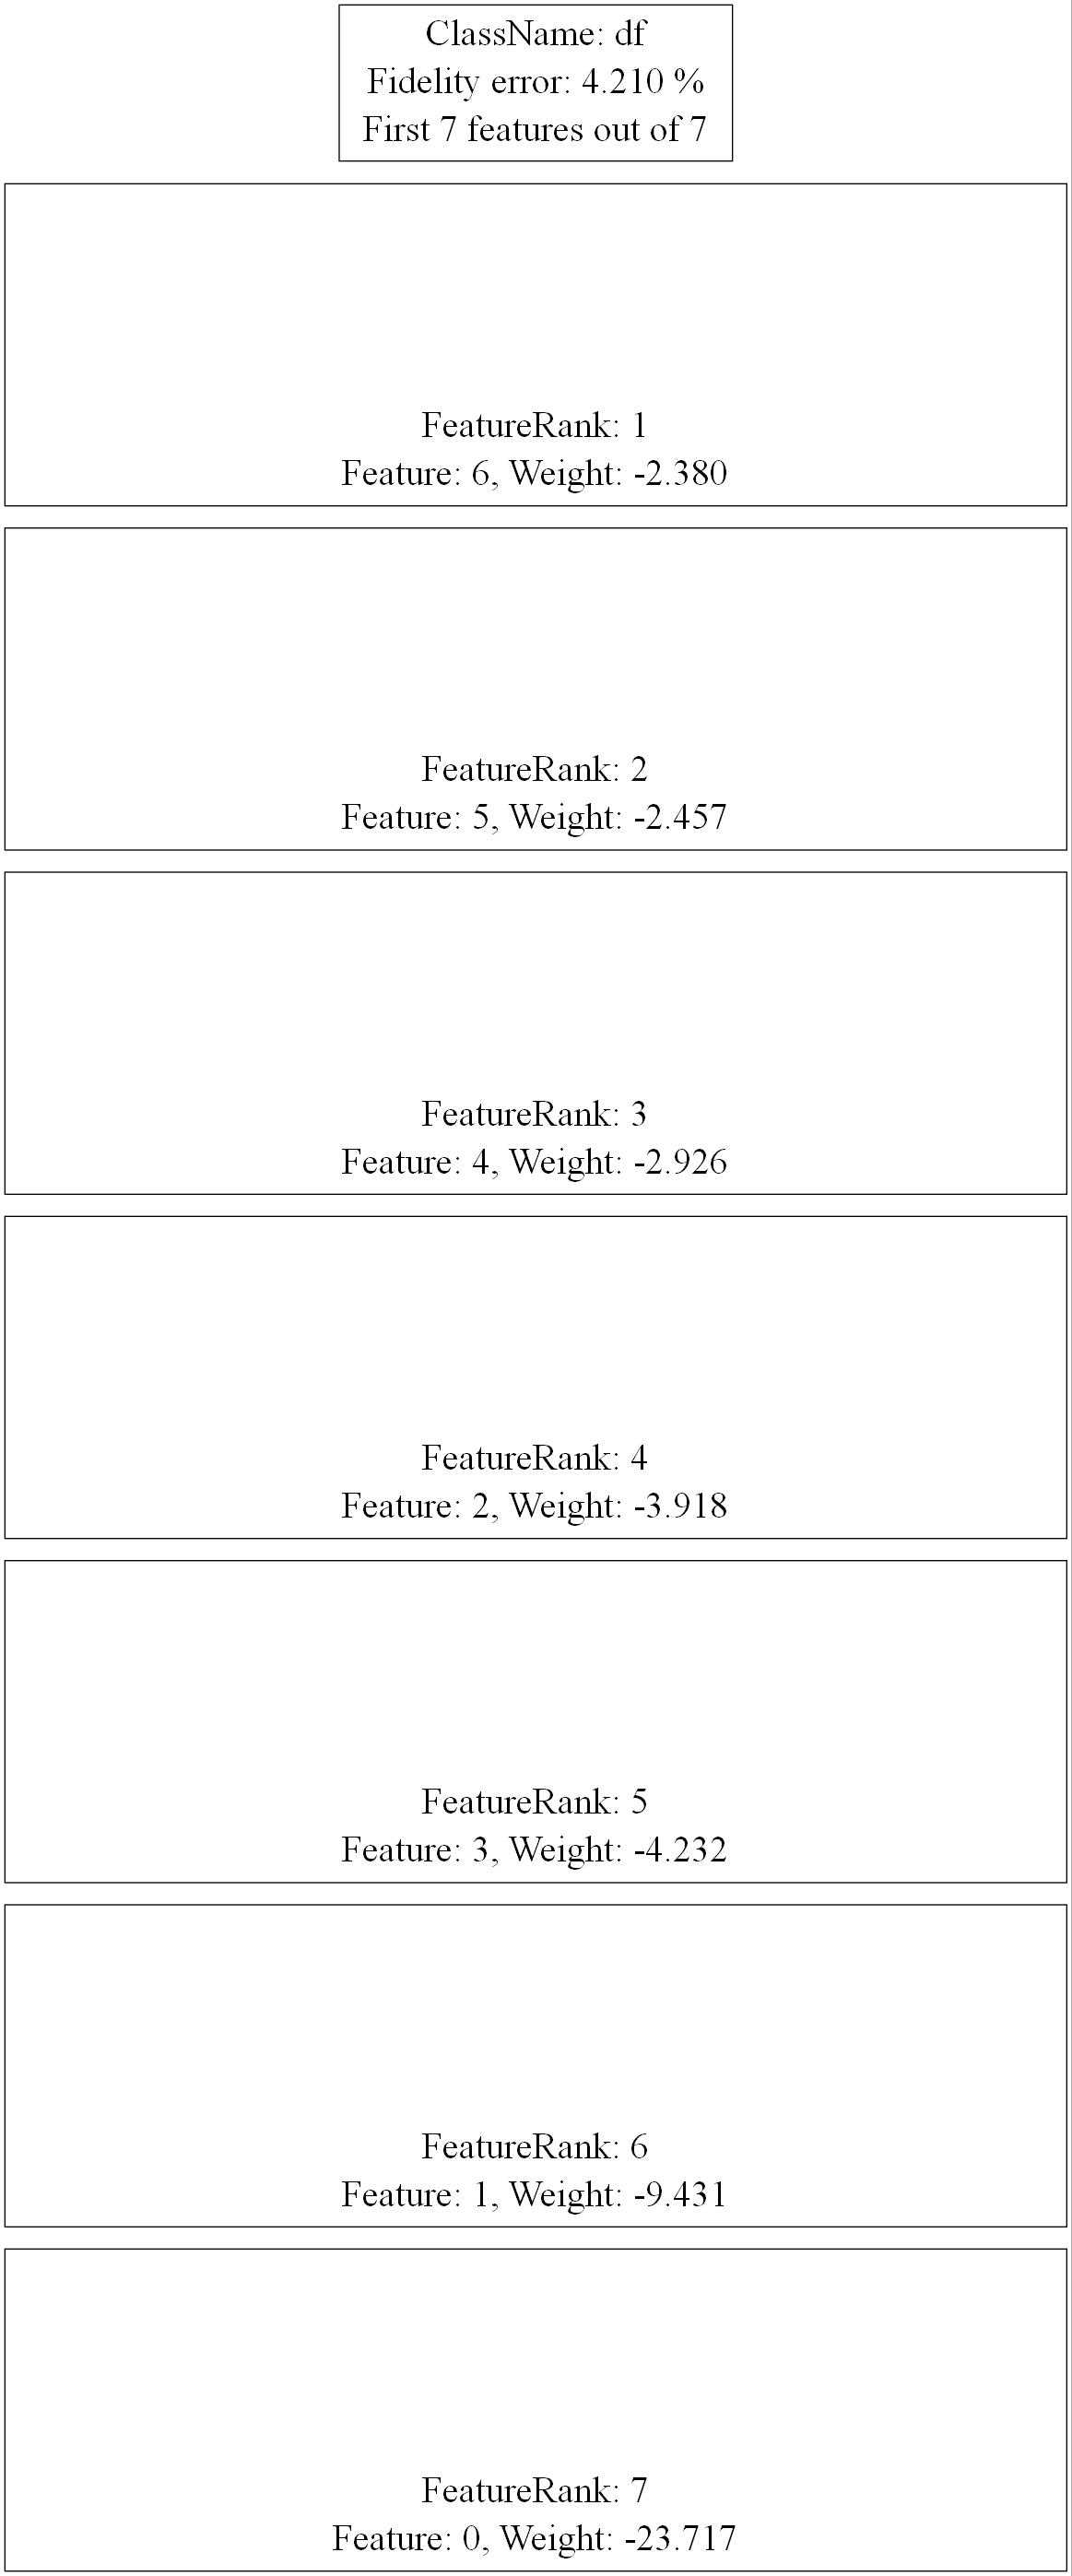 ClassName: df
Fidelity error: 4.210 %
First 7 features out of 7
FeatureRank: 1
Feature: 6, Weight: -2.380
FeatureRank: 2
Feature: 5, Weight: -2.457
FeatureRank: 3
Feature: 4, Weight: -2.926
FeatureRank: 4
Feature: 2, Weight: -3.918
FeatureRank: 5
Feature: 3, Weight: -4.232
FeatureRank: 6
Feature: 1, Weight: -9.431
FeatureRank: 7
Feature: 0, Weight: -23.717